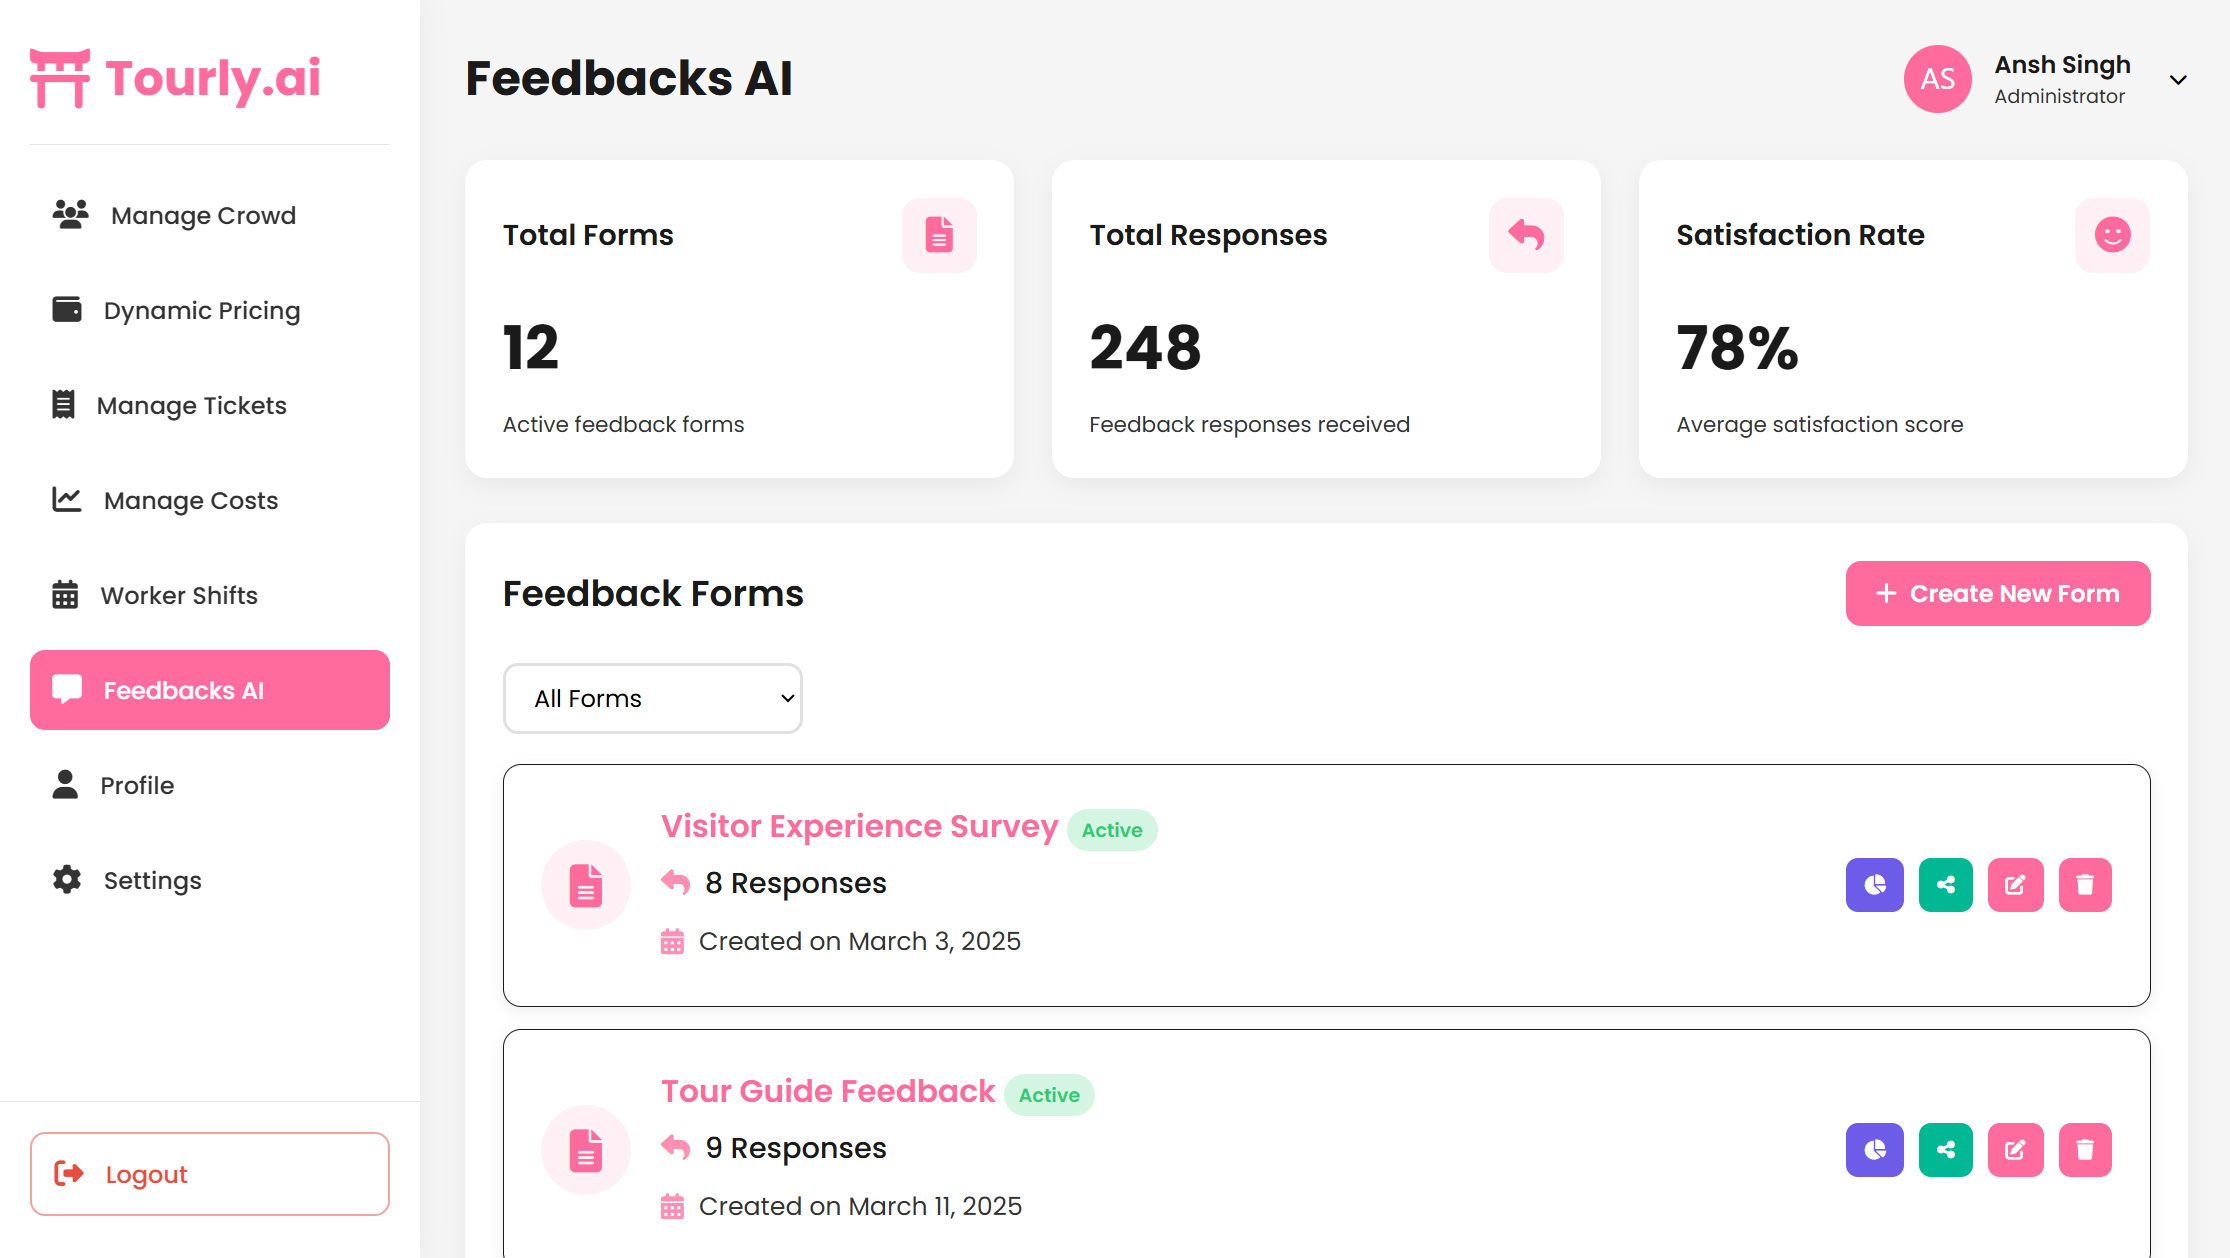 Tourly.ai
Manage Crowd
Dynamic Pricing
Manage Tickets
Manage Costs
Worker Shifts
Feedbacks AI
Profile
Settings
Logout
Feedbacks AI
AS
Ansh Singh
Administrator
Total Forms
12
Active feedback forms
Total Responses
248
Feedback responses received
Satisfaction Rate
78%
Average satisfaction score
Feedback Forms
Create New Form
All Forms
Visitor Experience Survey Active
8 Responses
Created on March 3, 2025
Tour Guide Feedback Active
9 Responses
Created on March 11, 2025